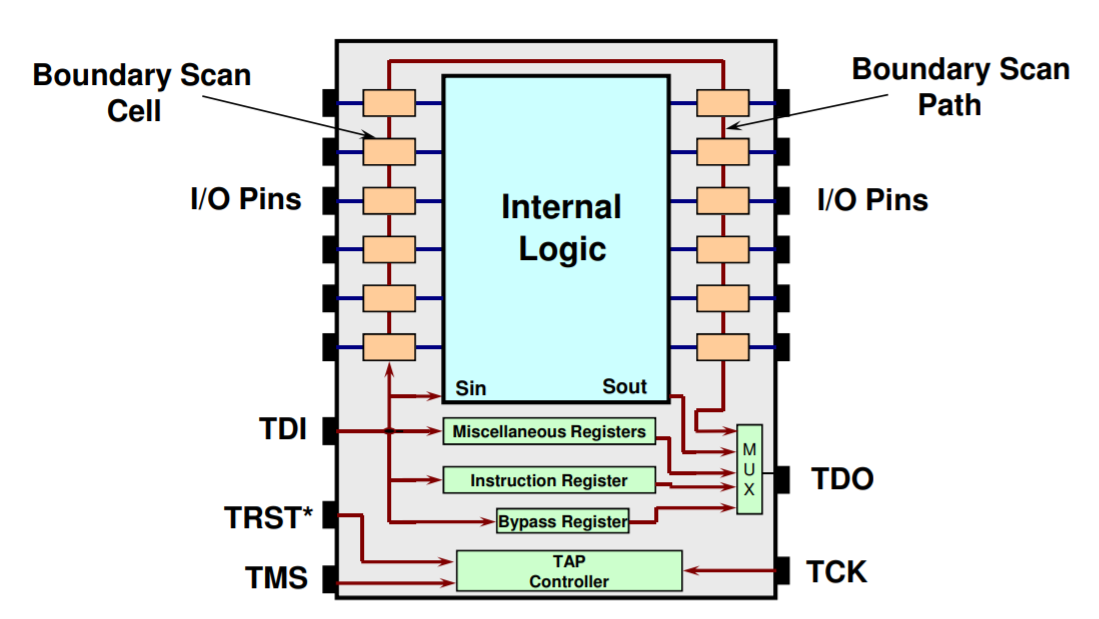 Boundary Scan
Cell
Boundary Scan
Path
I/O Pins
Internal
Logic
I/O Pins
Sin
Sout
TDI
Miscellaneous Registers
M
U
X
Instruction Register
TDO
TRST*
Bypass Register
TAP
Controller
TMS
TCK